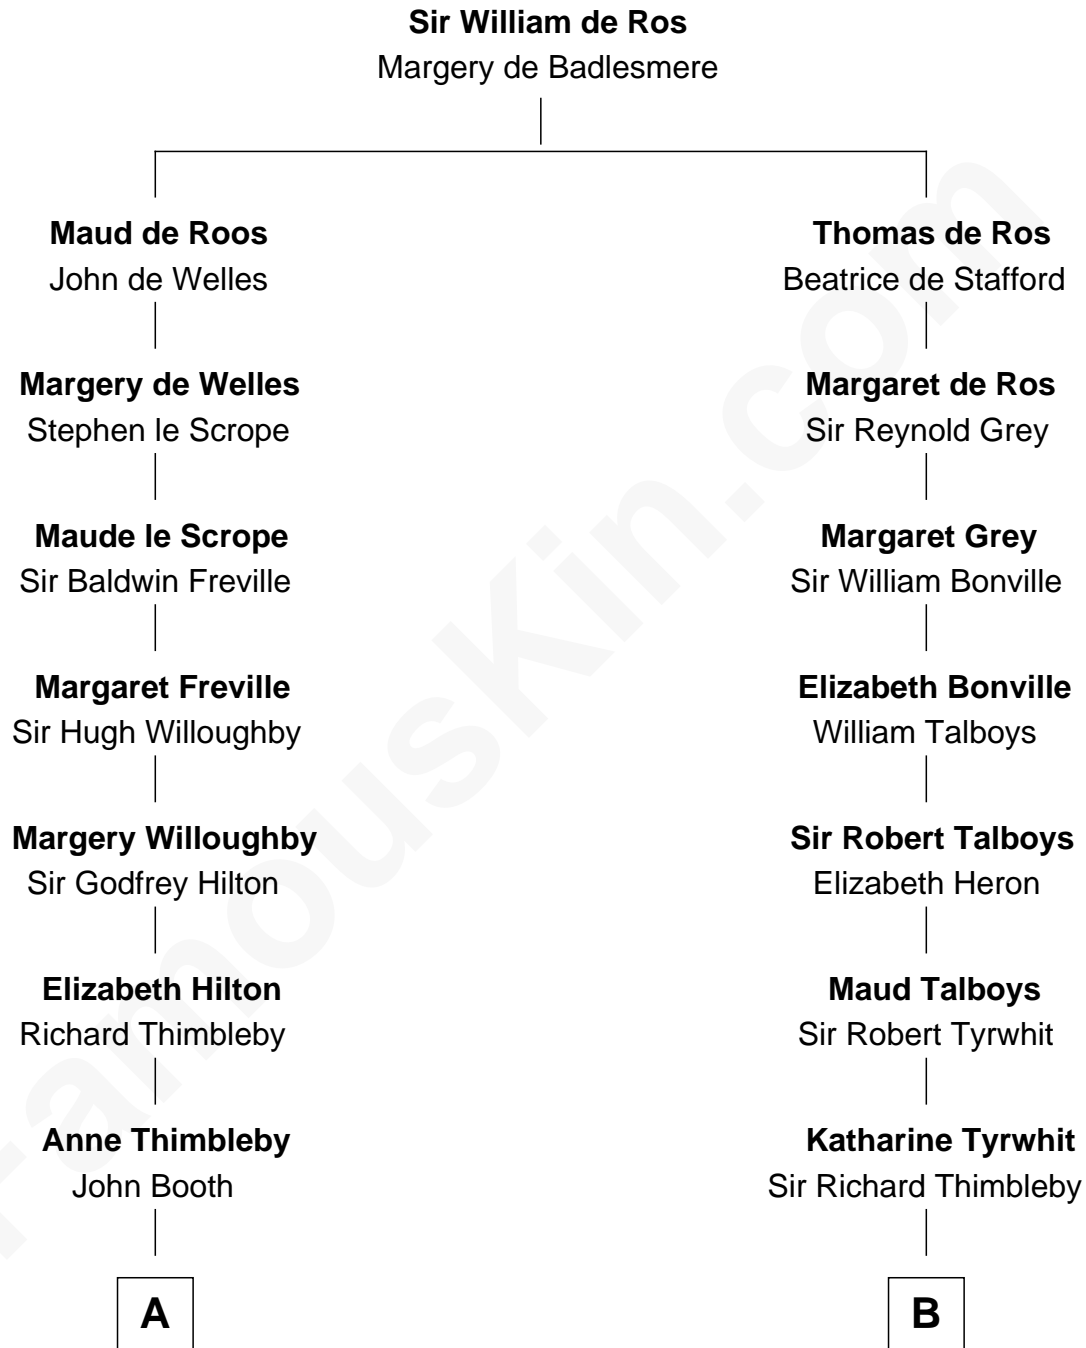 Sir William de Ros
Margery de Badlesmere
Maud de Roos
John de Welles
Thomas de Ros
Beatrice de Stafford
Margery de Welles
Stephen le Scrope
Margaret de Ros
Sir Reynold Grey
Maude le Scrope
Sir Baldwin Freville
Margaret Grey
Sir William Bonville
Margaret Freville
Sir Hugh Willoughby
Elizabeth Bonville
William Talboys
Margery Willoughby
Sir Godfrey Hilton
Sir Robert Talboys
Elizabeth Heron
Elizabeth Hilton
Richard Thimbleby
Maud Talboys
Sir Robert Tyrwhit
Anne Thimbleby
John Booth
Katharine Tyrwhit
Sir Richard Thimbleby
A
B
FamousKin.com